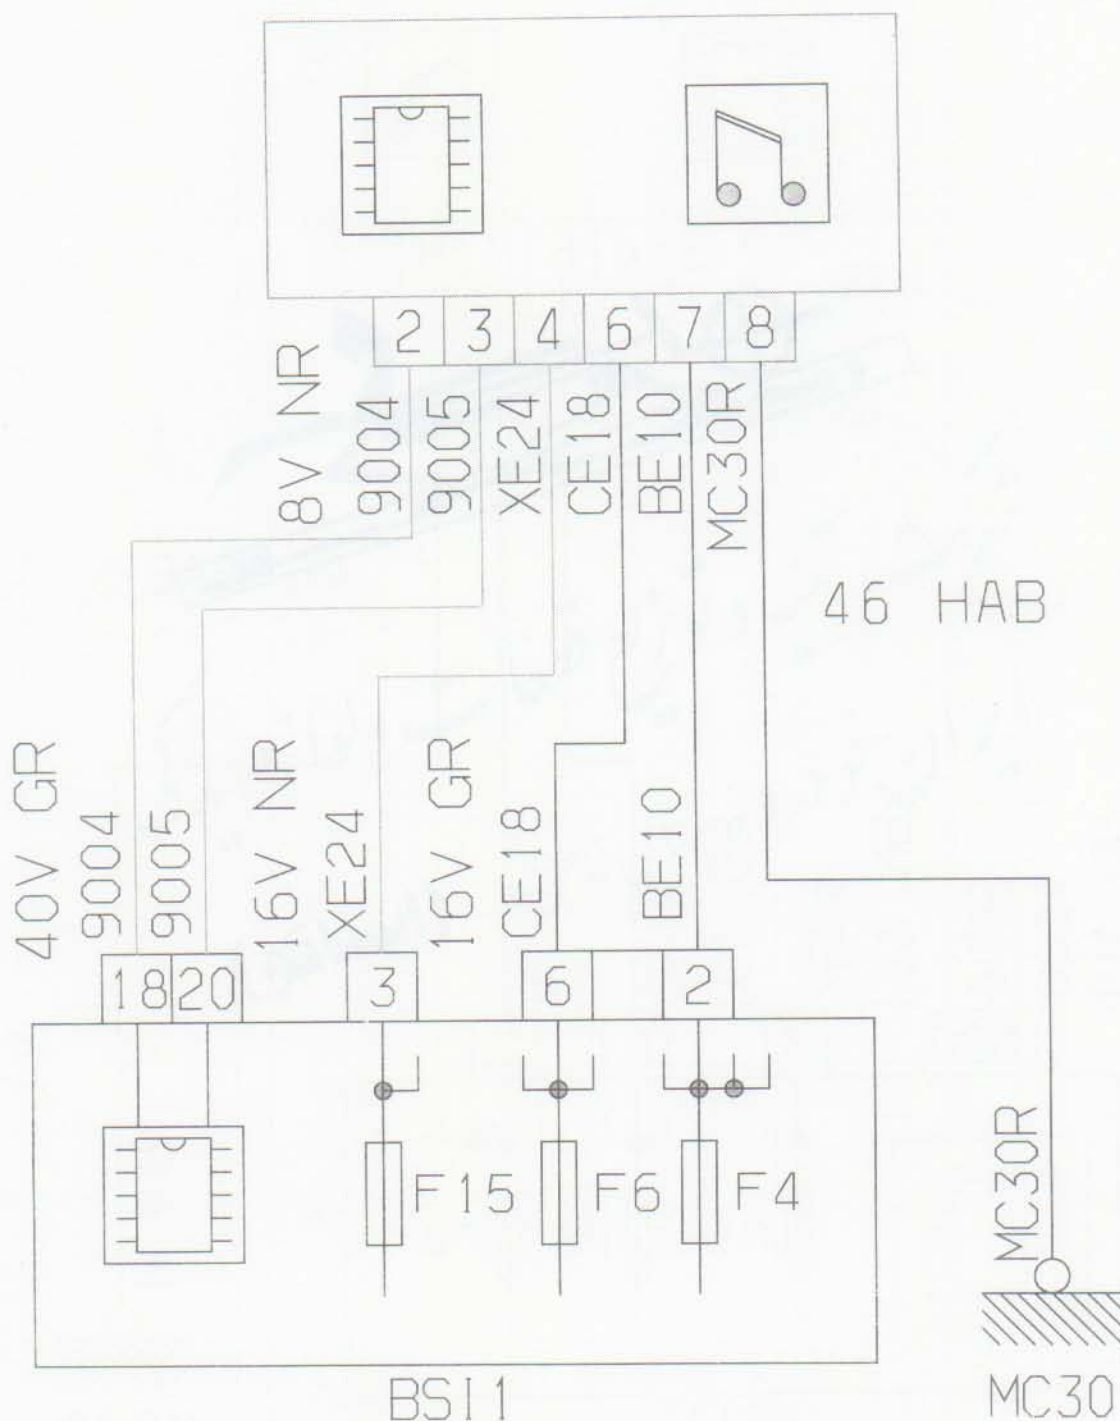 2 3 4 6 7 8
8V NR
9004
9005
XE24
CE18
BE10
MC30R
46 HAB
40V GR
9004
9005
16V NR
XE24
16V GR
CE18
BE10
18 20 3 6 2
F15 F6 F4
MC30R
BSI1
MC30